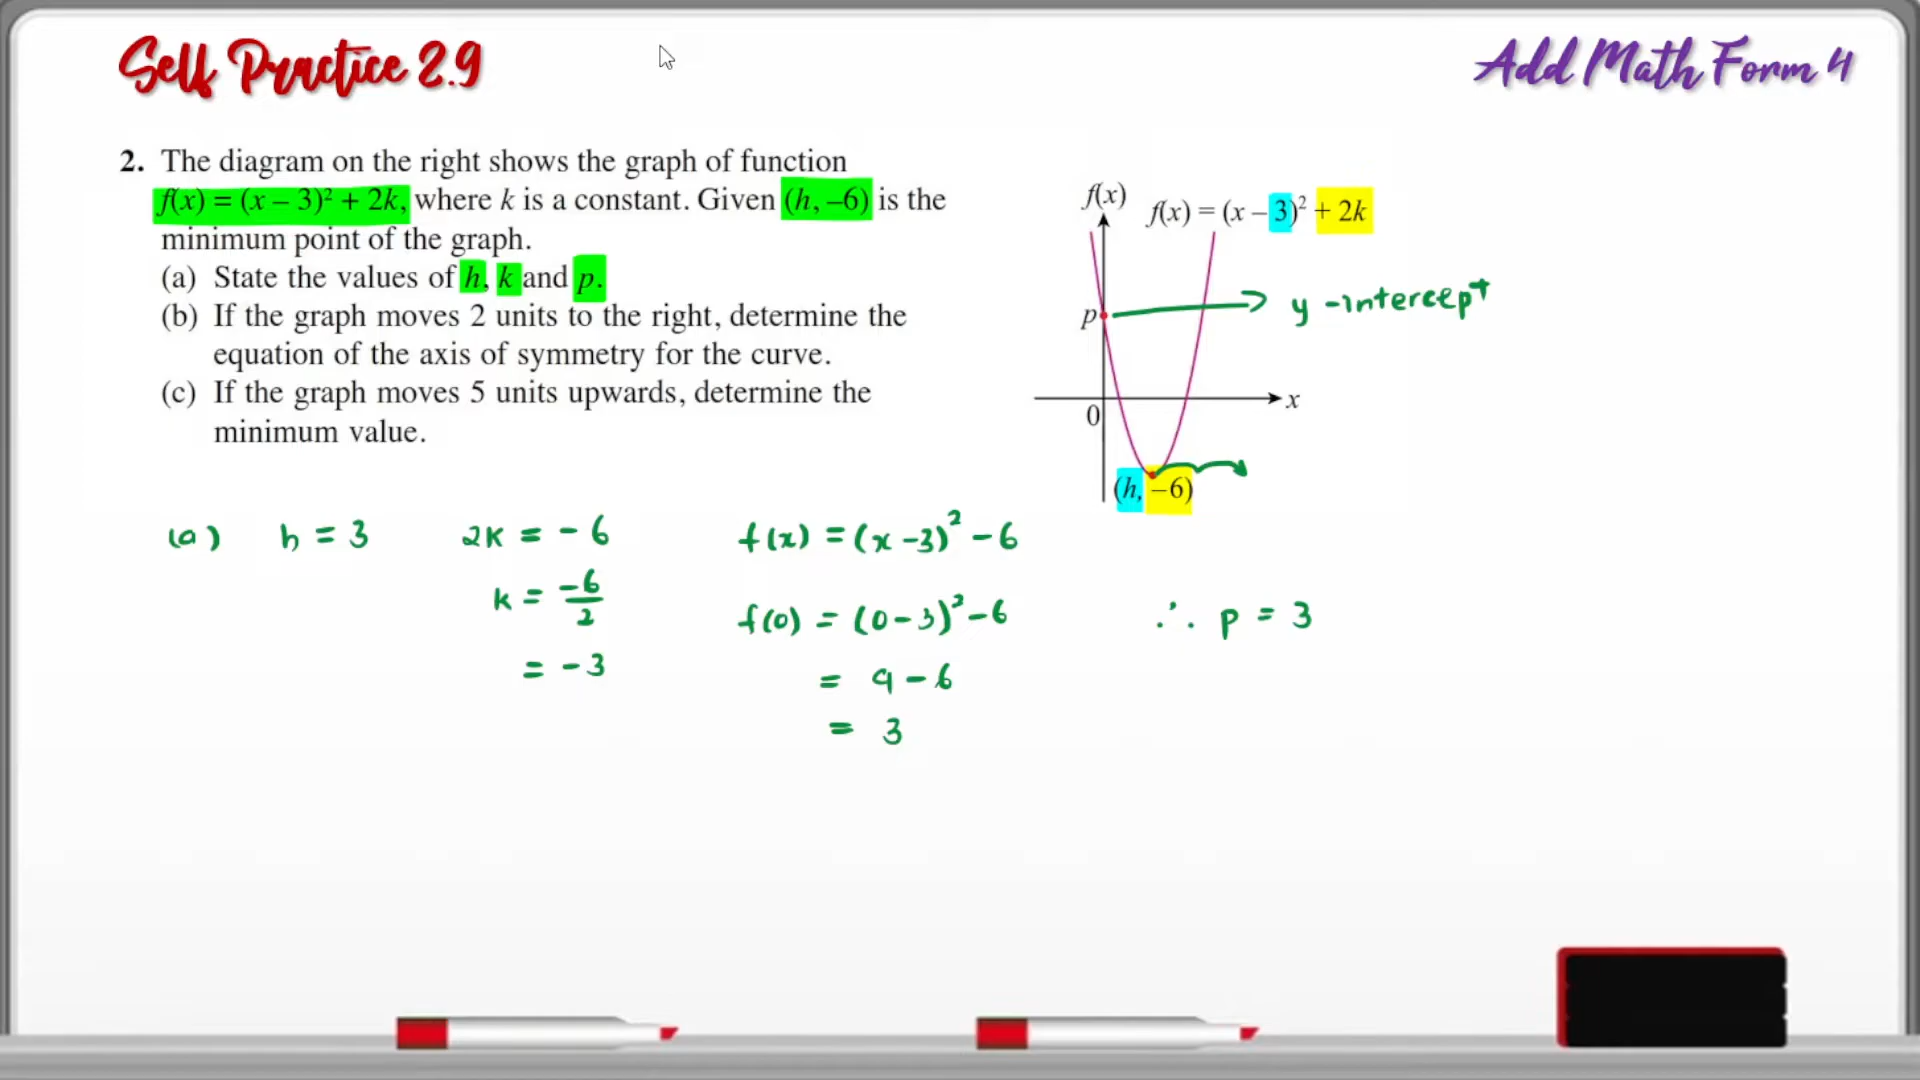 Self Practice 2.9
Add Math Form 4
2. The diagram on the right shows the graph of function
f(x) = (x – 3)² + 2k, where k is a constant. Given (h, –6) is the
minimum point of the graph.
(a) State the values of h, k and p.
(b) If the graph moves 2 units to the right, determine the
equation of the axis of symmetry for the curve.
(c) If the graph moves 5 units upwards, determine the
minimum value.
f(x)
f(x) = (x – 3)² + 2k
p
y -intercept
0
x
(h, –6)
(a) h = 3
2k = -6
k = -6/2
= -3
f(x) = (x -3)² -6
f(0) = (0 -3)² -6
= 9 -6
= 3
∴ p = 3